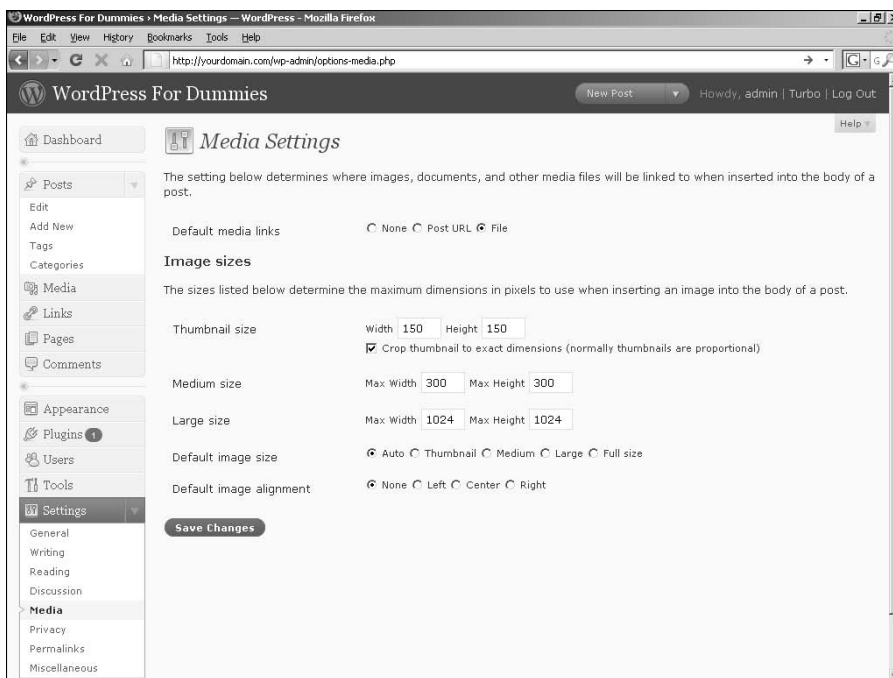 WordPress For Dummies › Media Settings — WordPress - Mozilla Firefox
File Edit View History Bookmarks Tools Help
http://yourdomain.com/wp-admin/options-media.php
WordPress For Dummies
New Post
Howdy, admin | Turbo | Log Out
Help
Dashboard
Posts
Edit
Add New
Tags
Categories
Media
Links
Pages
Comments
Appearance
Plugins 1
Users
Tools
Settings
General
Writing
Reading
Discussion
Media
Privacy
Permalinks
Miscellaneous
Media Settings
The setting below determines where images, documents, and other media files will be linked to when inserted into the body of a
post.
Default media links None Post URL File
Image sizes
The sizes listed below determine the maximum dimensions in pixels to use when inserting an image into the body of a post.
Thumbnail size Width 150 Height 150
Crop thumbnail to exact dimensions (normally thumbnails are proportional)
Medium size Max Width 300 Max Height 300
Large size Max Width 1024 Max Height 1024
Default image size Auto Thumbnail Medium Large Full size
Default image alignment None Left Center Right
Save Changes